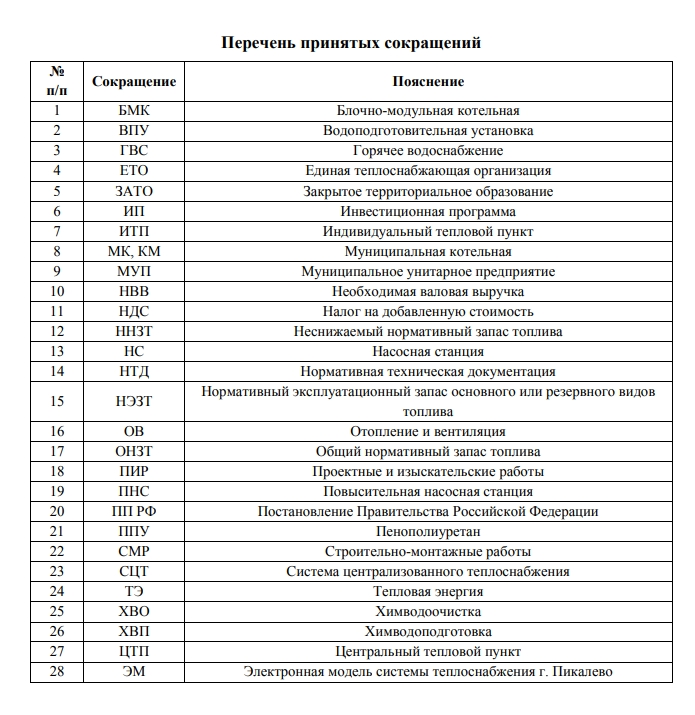 Перечень принятых сокращений
№ п/п Сокращение Пояснение
1 БМК Блочно-модульная котельная
2 ВПУ Водоподготовительная установка
3 ГВС Горячее водоснабжение
4 ЕТО Единая теплоснабжающая организация
5 ЗАТО Закрытое территориальное образование
6 ИП Инвестиционная программа
7 ИТП Индивидуальный тепловой пункт
8 МК, КМ Муниципальная котельная
9 МУП Муниципальное унитарное предприятие
10 НВВ Необходимая валовая выручка
11 НДС Налог на добавленную стоимость
12 ННЗТ Неснижаемый нормативный запас топлива
13 НС Насосная станция
14 НТД Нормативная техническая документация
15 НЭЗТ Нормативный эксплуатационный запас основного или резервного видов
топлива
16 ОВ Отопление и вентиляция
17 ОНЗТ Общий нормативный запас топлива
18 ПИР Проектные и изыскательские работы
19 ПНС Повысительная насосная станция
20 ПП РФ Постановление Правительства Российской Федерации
21 ППУ Пенополиуретан
22 СМР Строительно-монтажные работы
23 СЦТ Система централизованного теплоснабжения
24 ТЭ Тепловая энергия
25 ХВО Химводоочистка
26 ХВП Химводоподготовка
27 ЦТП Центральный тепловой пункт
28 ЭМ Электронная модель системы теплоснабжения г. Пикалево